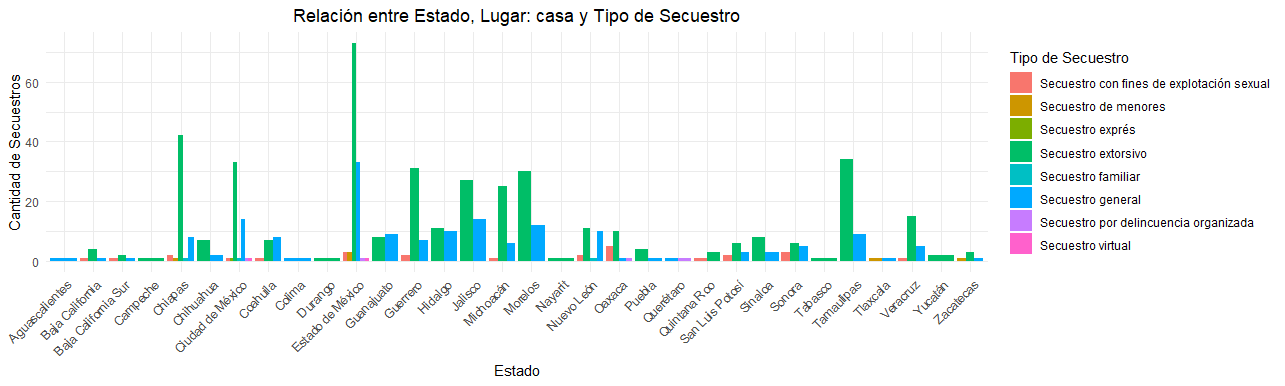 Relación entre Estado, Lugar: casa y Tipo de Secuestro
Cantidad de Secuestros
60
40
20
0
Aguascalientes
Baja California
Baja California Sur
Campeche
Chiapas
Chihuahua
Ciudad de México
Coahuila
Colima
Durango
Estado de México
Guanajuato
Guerrero
Hidalgo
Jalisco
Michoacán
Morelos
Nayarit
Nuevo León
Oaxaca
Puebla
Querétaro
Quintana Roo
San Luis Potosí
Sinaloa
Sonora
Tabasco
Tamaulipas
Tlaxcala
Veracruz
Yucatán
Zacatecas
Estado
Tipo de Secuestro
Secuestro con fines de explotación sexual
Secuestro de menores
Secuestro exprés
Secuestro extorsivo
Secuestro familiar
Secuestro general
Secuestro por delincuencia organizada
Secuestro virtual